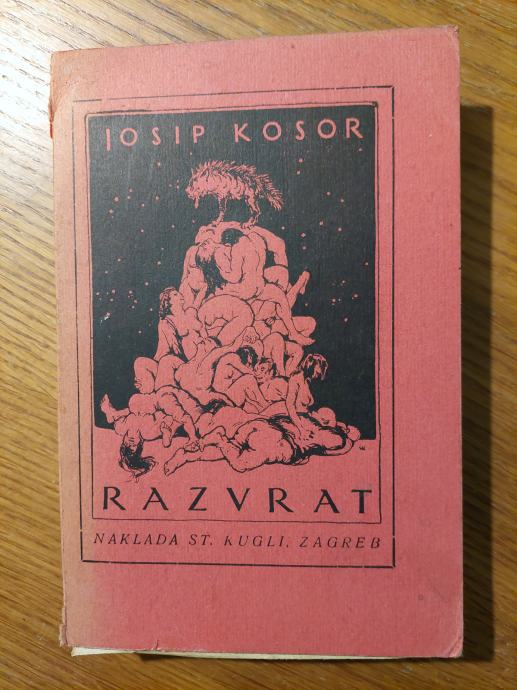 JOSIP KOSOR
RAZVRAT
NAKLADA ST. KUGLI, ZAGREB